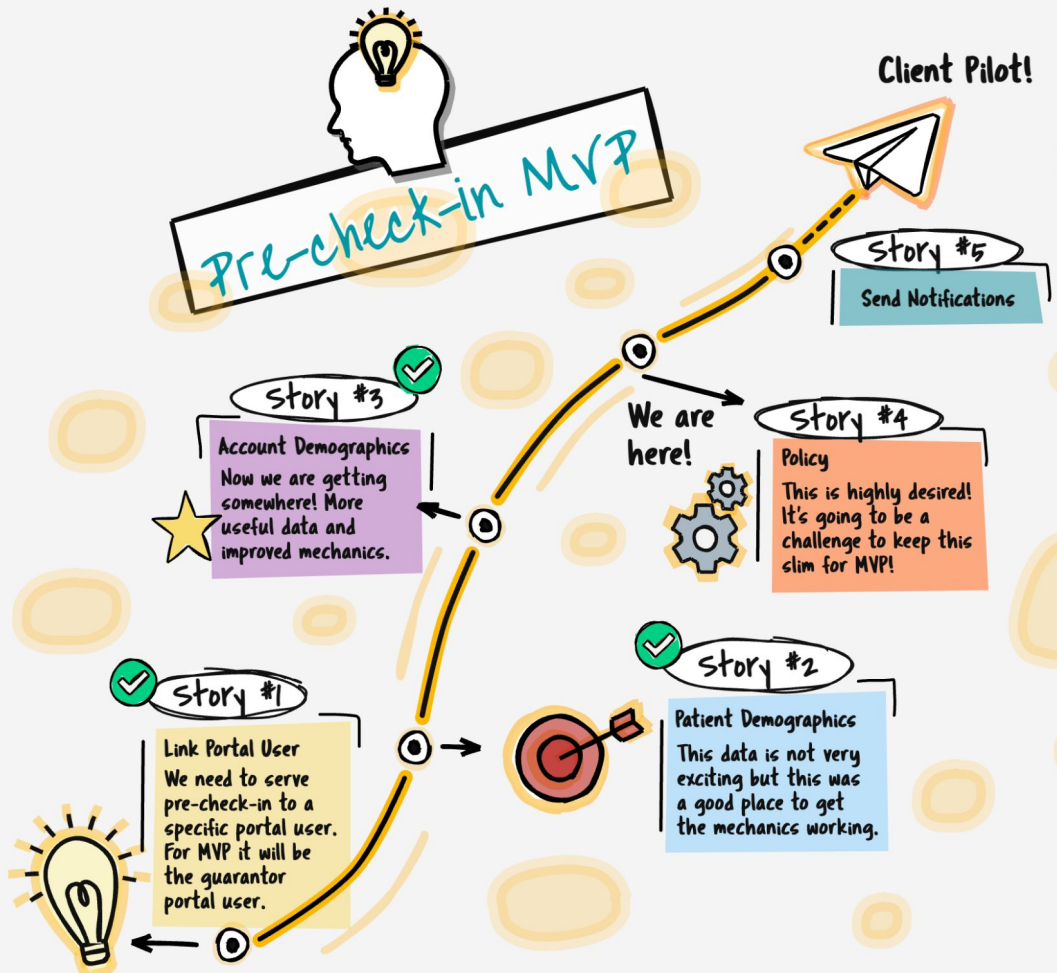 Client Pilot!
Pre-check-in MVP
Story #5
Send Notifications
Story #3
Account Demographics
Now we are getting
somewhere! More
useful data and
improved mechanics.
We are
here!
Story #4
Policy
This is highly desired!
It's going to be a
challenge to keep this
slim for MVP!
Story #1
Link Portal User
We need to serve
pre-check-in to a
specific portal user.
For MVP it will be
the guarantor
portal user.
Story #2
Patient Demographics
This data is not very
exciting but this was
a good place to get
the mechanics working.